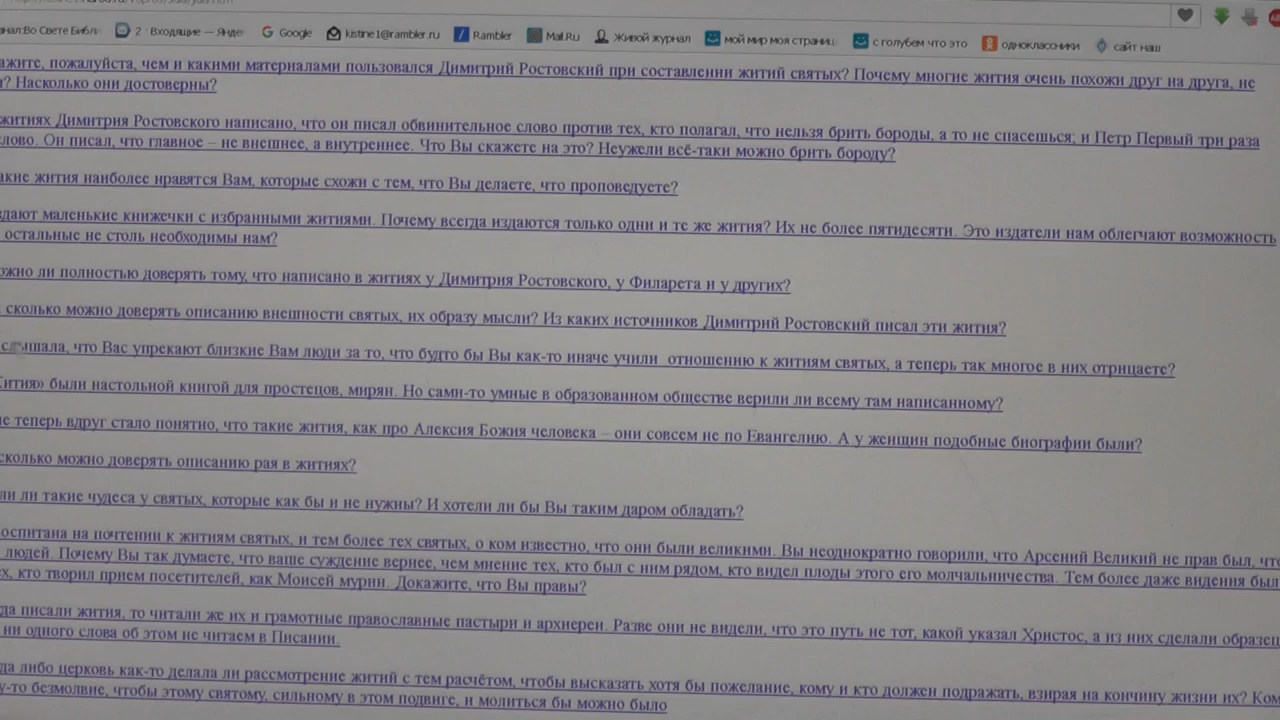 нал:Во Свете Библи
2 · Входящие — Янде
Google
kistine1@rambler.ru
Rambler
Mail.Ru
Живой журнал
мой мир моя страниц
с голубем что это
одноклассники
сайт наш
ажите, пожалуйста, чем и какими материалами пользовался Димитрий Ростовский при составлении житий святых? Почему многие жития очень похожи друг на друга, не
? Насколько они достоверны?
житиях Димитрия Ростовского написано, что он писал обвинительное слово против тех, кто полагал, что нельзя брить бороды, а то не спасешься; и Петр Первый три раза
лово. Он писал, что главное – не внешнее, а внутреннее. Что Вы скажете на это? Неужели всё-таки можно брить бороду?
акие жития наиболее нравятся Вам, которые схожи с тем, что Вы делаете, что проповедуете?
здают маленькие книжечки с избранными житиями. Почему всегда издаются только одни и те же жития? Их не более пятидесяти. Это издатели нам облегчают возможность
остальные не столь необходимы нам?
ожно ли полностью доверять тому, что написано в житиях у Димитрия Ростовского, у Филарета и у других?
сколько можно доверять описанию внешности святых, их образу мысли? Из каких источников Димитрий Ростовский писал эти жития?
слышала, что Вас упрекают близкие Вам люди за то, что будто бы Вы как-то иначе учили отношению к житиям святых, а теперь так многое в них отрицаете?
Жития» были настольной книгой для простецов, мирян. Но сами-то умные в образованном обществе верили ли всему там написанному?
не теперь вдруг стало понятно, что такие жития, как про Алексия Божия человека – они совсем не по Евангелию. А у женщин подобные биографии были?
сколько можно доверять описанию рая в житиях?
ли ли такие чудеса у святых, которые как бы и не нужны? И хотели ли бы Вы таким даром обладать?
оспитана на почтении к житиям святых, и тем более тех святых, о ком известно, что они были великими. Вы неоднократно говорили, что Арсений Великий не прав был, что
людей. Почему Вы так думаете, что ваше суждение вернее, чем мнение тех, кто был с ним рядом, кто видел плоды этого его молчальничества. Тем более даже видения был
ех, кто творил прием посетителей, как Моисей мурин. Докажите, что Вы правы?
да писали жития, то читали же их и грамотные православные пастыри и архиереи. Разве они не видели, что это путь не тот, какой указал Христос, а из них сделали образец
ни одного слова об этом не читаем в Писании.
да либо церковь как-то делала ли рассмотрение житий с тем расчётом, чтобы высказать хотя бы пожелание, кому и кто должен подражать, взирая на кончину жизни их? Ком
у-то безмолвие, чтобы этому святому, сильному в этом подвиге, и молиться бы можно было